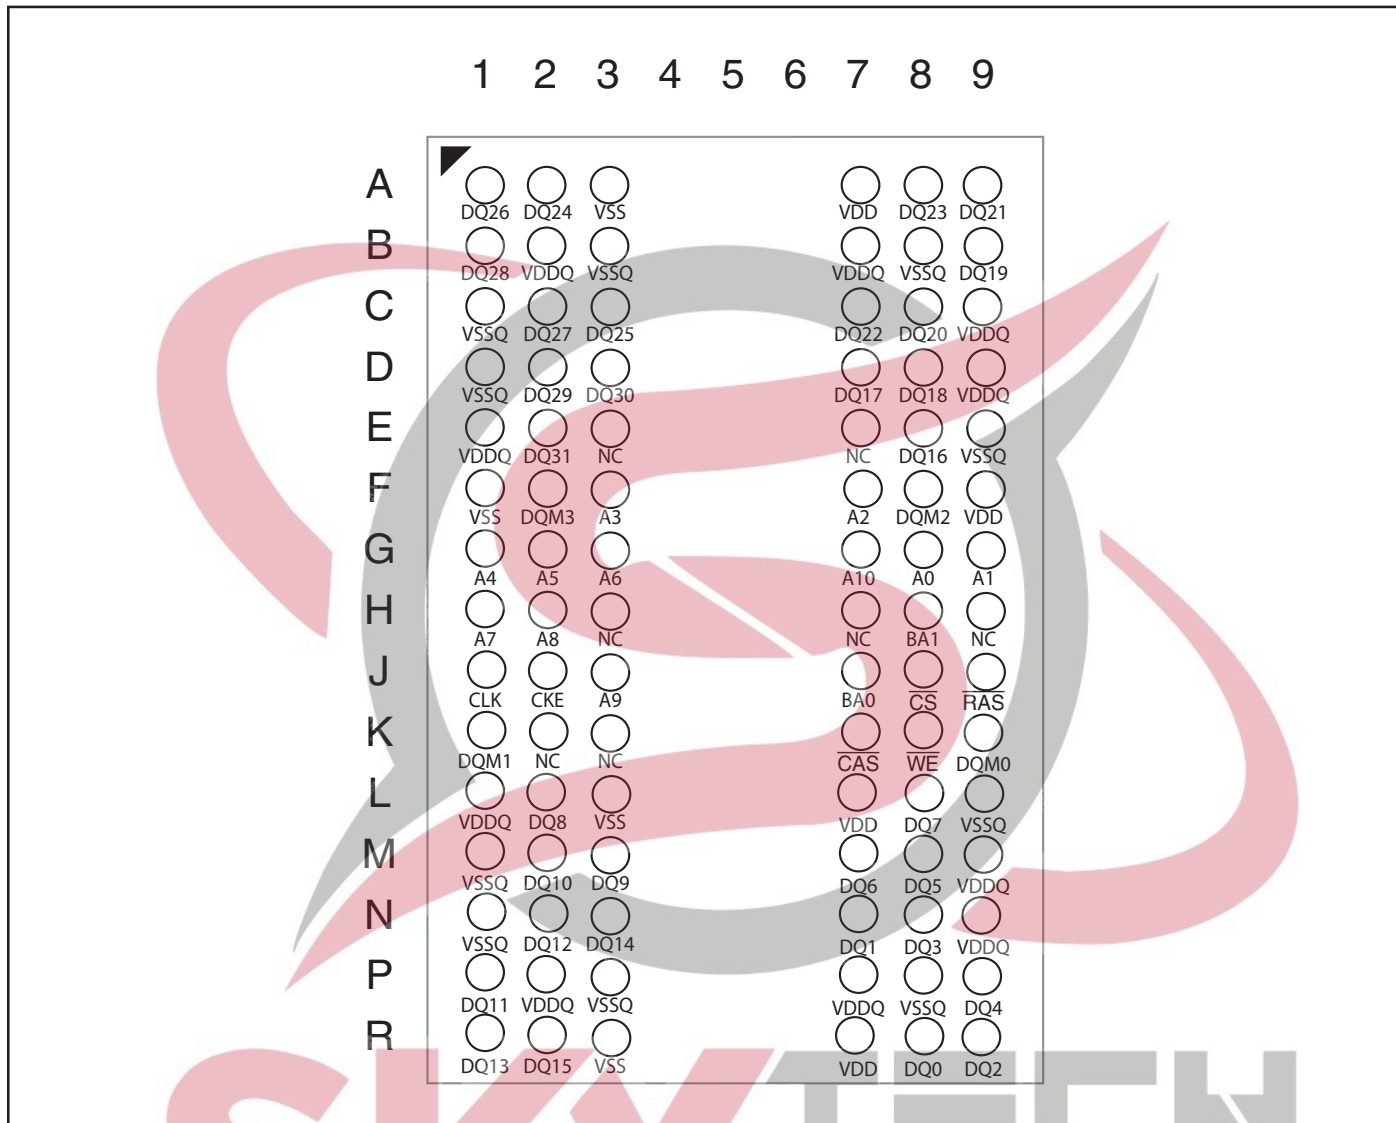 1 2 3 4 5 6 7 8 9
A
DQ26 DQ24 VSS VDD DQ23 DQ21
B
DQ28 VDDQ VSSQ VDDQ VSSQ DQ19
C
VSSQ DQ27 DQ25 DQ22 DQ20 VDDQ
D
VSSQ DQ29 DQ30 DQ17 DQ18 VDDQ
E
VDDQ DQ31 NC NC DQ16 VSSQ
F
VSS DQM3 A3 A2 DQM2 VDD
G
A4 A5 A6 A10 A0 A1
H
A7 A8 NC NC BA1 NC
J
CLK CKE A9 BA0 C̅S̅ R̅A̅S̅
K
DQM1 NC NC C̅A̅S̅ W̅E̅ DQM0
L
VDDQ DQ8 VSS VDD DQ7 VSSQ
M
VSSQ DQ10 DQ9 DQ6 DQ5 VDDQ
N
VSSQ DQ12 DQ14 DQ1 DQ3 VDDQ
P
DQ11 VDDQ VSSQ VDDQ VSSQ DQ4
R
DQ13 DQ15 VSS VDD DQ0 DQ2
SKYTECH